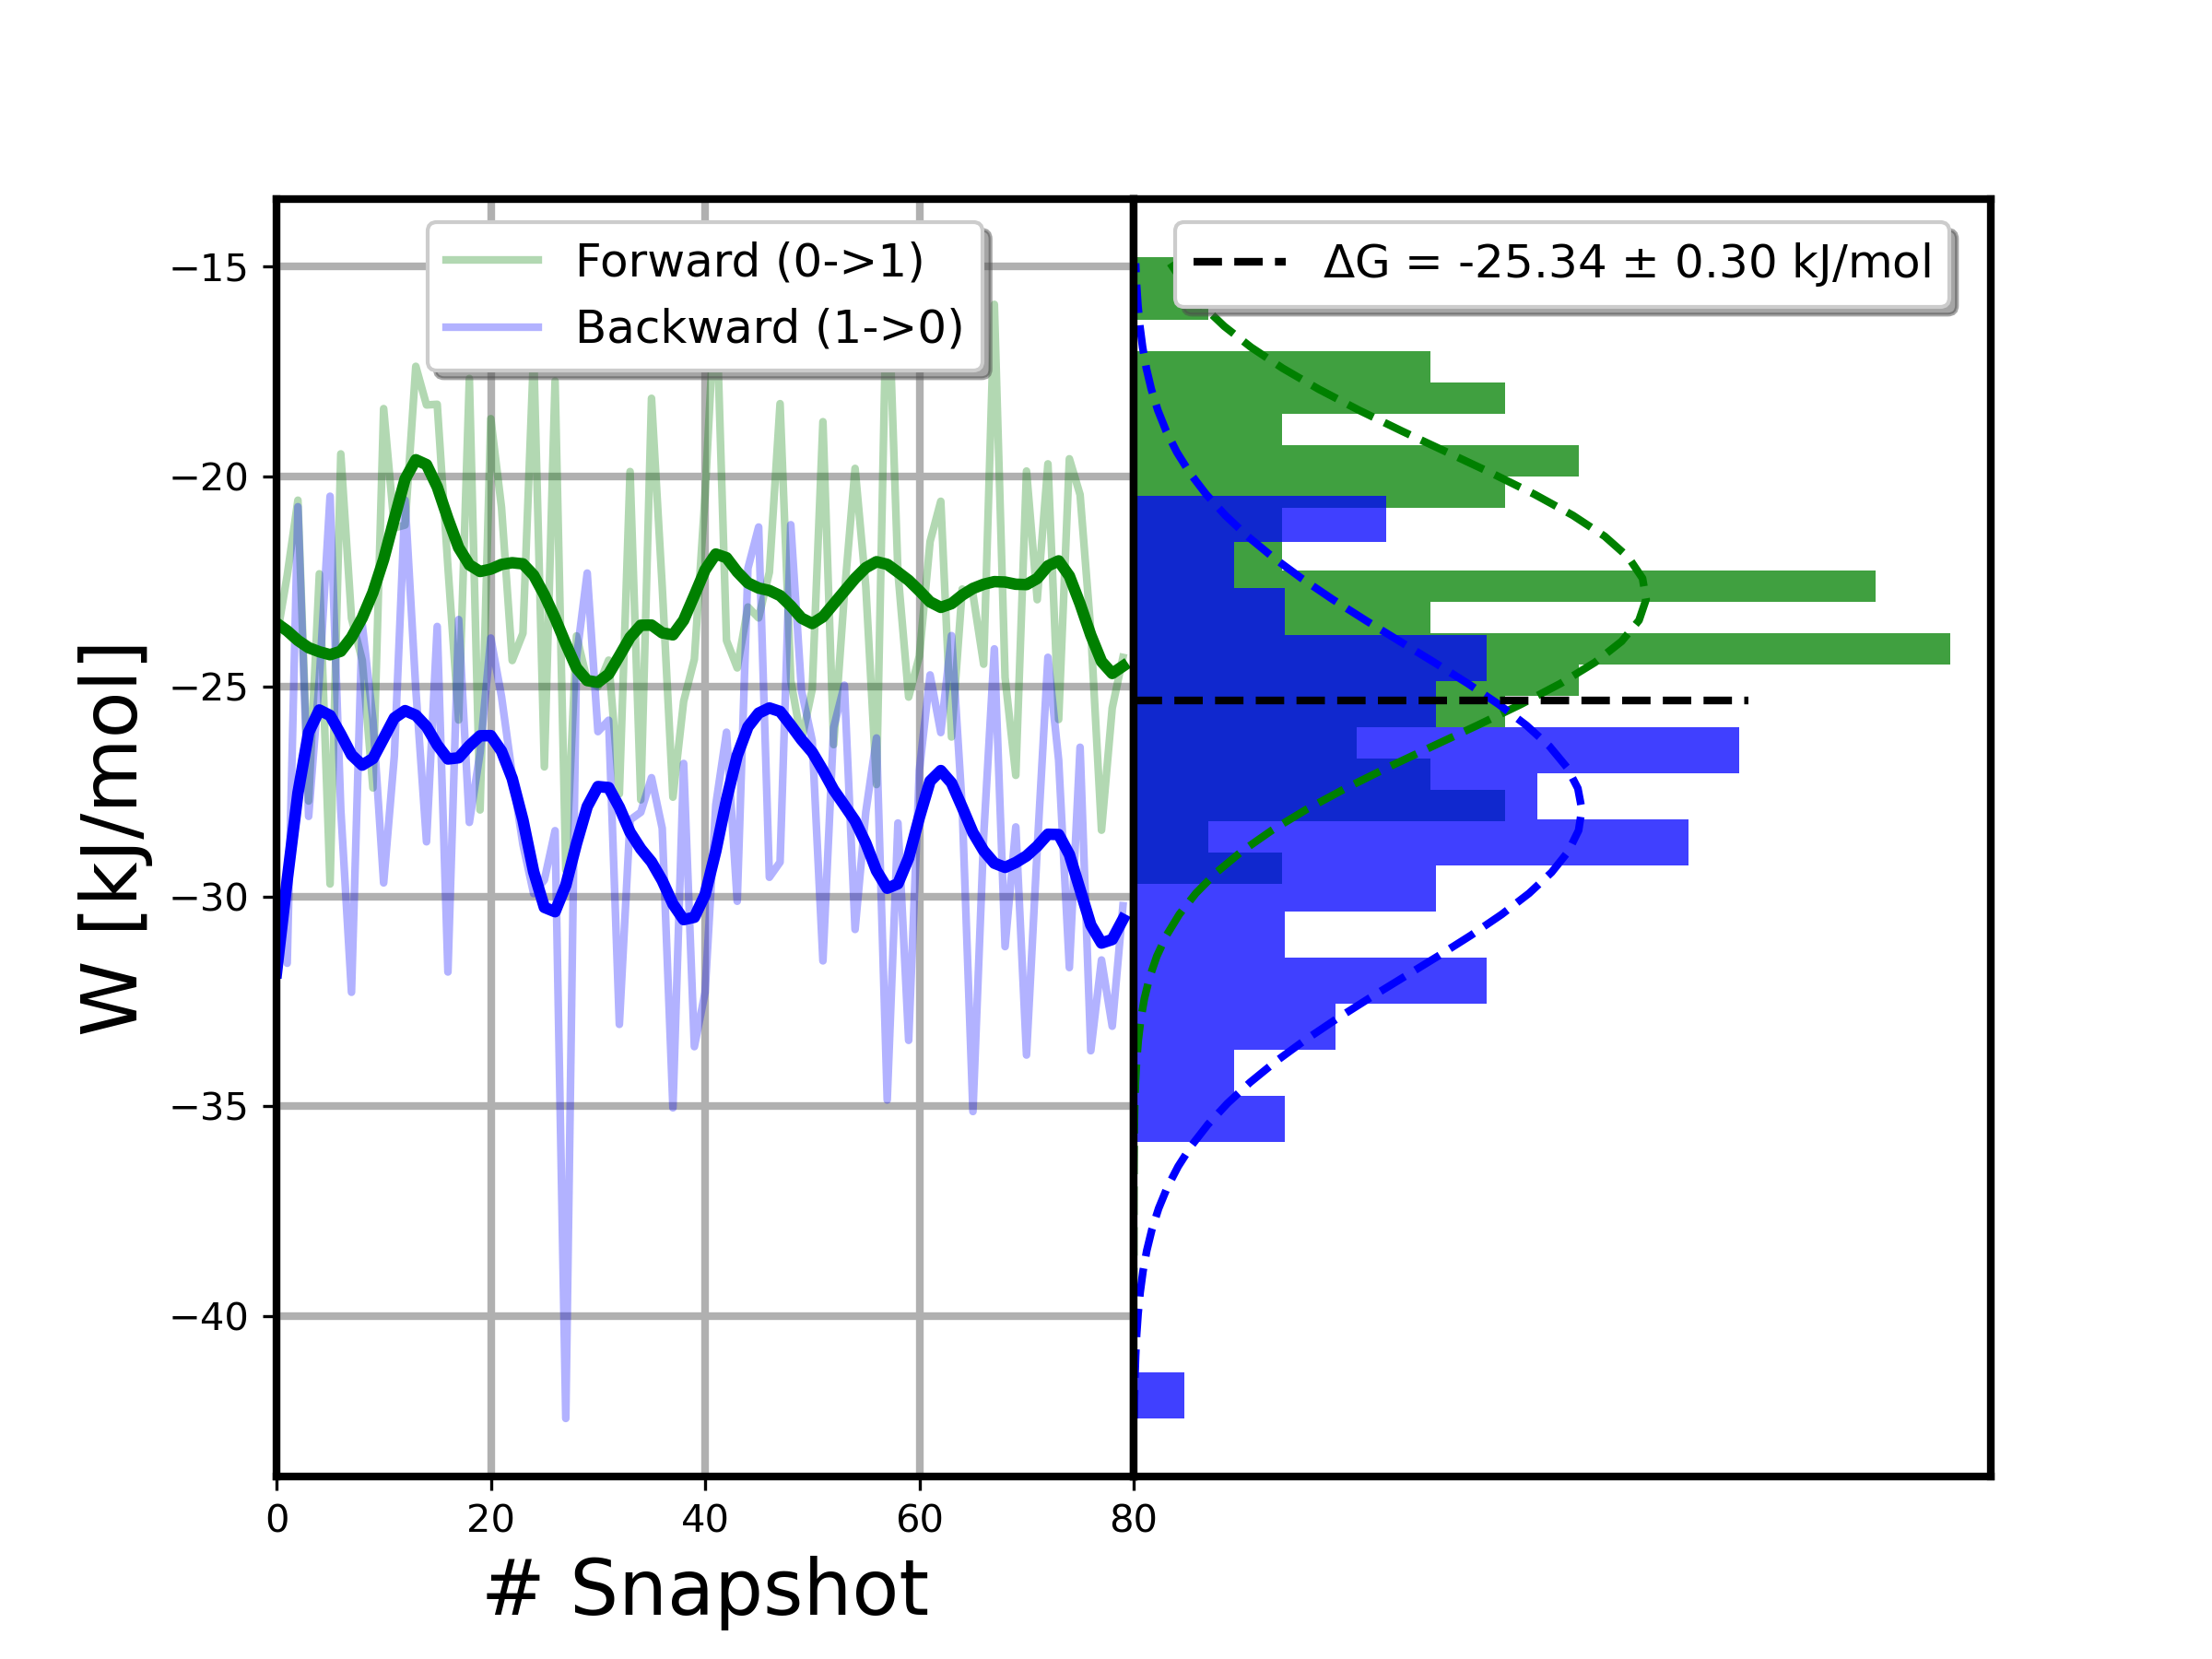 Forward (0->1)
Backward (1->0)
ΔG = -25.34 ± 0.30 kJ/mol
−15
−20
−25
−30
−35
−40
W [kJ/mol]
0 20 40 60 80
# Snapshot